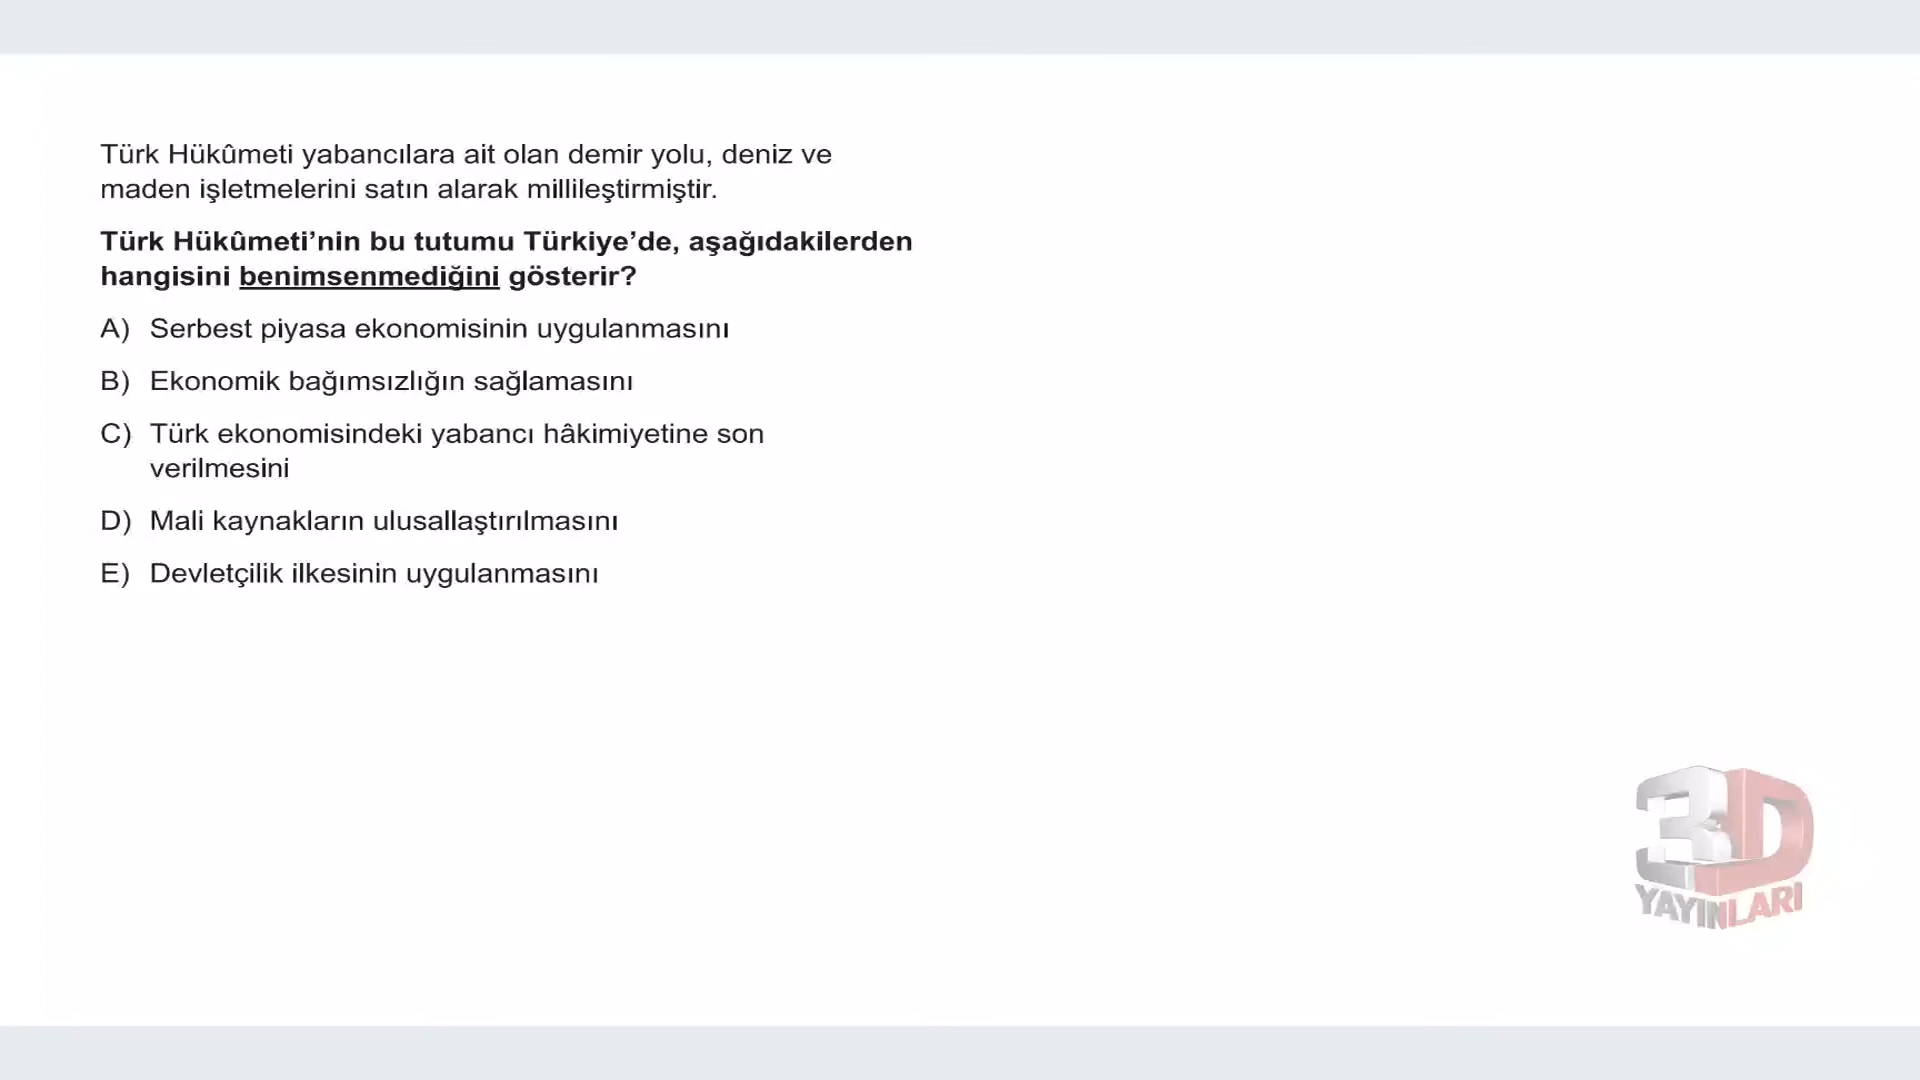 Türk Hükûmeti yabancılara ait olan demir yolu, deniz ve
maden işletmelerini satın alarak millileştirmiştir.
Türk Hükûmeti’nin bu tutumu Türkiye’de, aşağıdakilerden
hangisini benimsenmediğini gösterir?
A) Serbest piyasa ekonomisinin uygulanmasını
B) Ekonomik bağımsızlığın sağlamasını
C) Türk ekonomisindeki yabancı hâkimiyetine son
verilmesini
D) Mali kaynakların ulusallaştırılmasını
E) Devletçilik ilkesinin uygulanmasını
3D
YAYINLARI